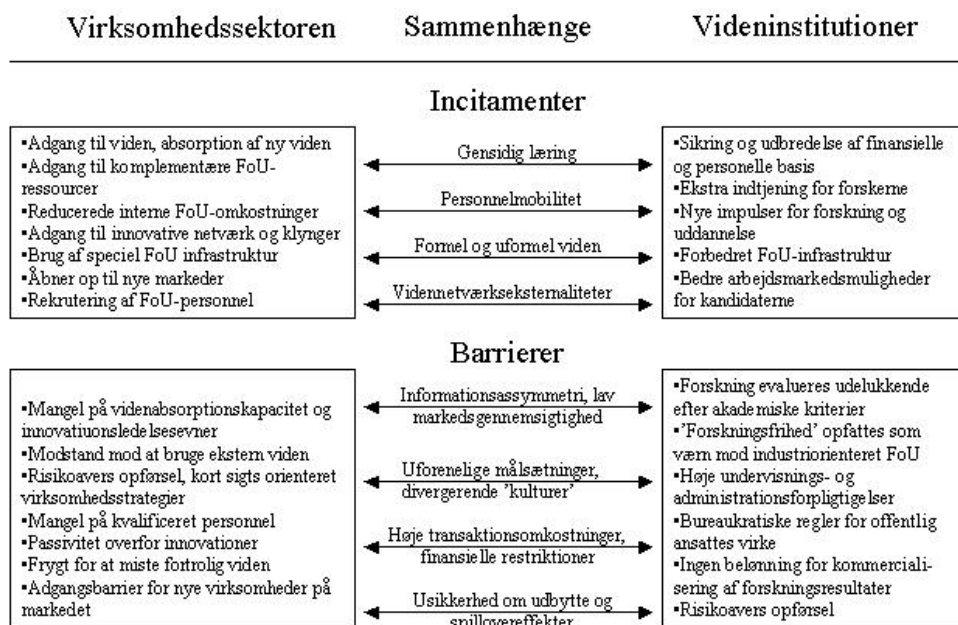 Virksomhedssektoren
Sammenhænge
Videninstitutioner
Incitamenter
▪Adgang til viden, absorption af ny viden
▪Adgang til komplementære FoU-
ressourcer
▪Reducerede interne FoU-omkostninger
▪Adgang til innovative netværk og klynger
▪Brug af speciel FoU infrastruktur
▪Åbner op til nye markeder
▪Rekrutering af FoU-personnel
Gensidig læring
Personnelmobilitet
Formel og uformel viden
Vidennetværkseksternaliteter
▪Sikring og udbredelse af finansielle
og personelle basis
▪Ekstra indtjening for forskerne
▪Nye impulser for forskning og
uddannelse
▪Forbedret FoU-infrastruktur
▪Bedre arbejdsmarkedsmuligheder
for kandidaterne
Barrierer
▪Mangel på videnabsorptionskapacitet og
innovatiuonsledelsesevner
▪Modstand mod at bruge ekstern viden
▪Risikoavers opførsel, kort sigts orienteret
virksomhedsstrategier
▪Mangel på kvalificeret personnel
▪Passivitet overfor innovationer
▪Frygt for at miste fortrolig viden
▪Adgangsbarrier for nye virksomheder på
markedet
Informationsassymetri, lav
markedsgennemsigtighed
Uforenelige målsætninger,
divergerende ’kulturer’
Høje transaktionsomkostninger,
finansielle restriktioner
Usikkerhed om udbytte og
spillovereffekter
▪Forskning evalueres udelukkende
efter akademiske kriterier
▪’Forskningsfrihed’ opfattes som
værn mod industriorienteret FoU
▪Høje undervisnings- og
administrationsforpligtigelser
▪Bureaukratiske regler for offentlig
ansattes virke
▪Ingen belønning for kommerciali-
sering af forskningsresultater
▪Risikoavers opførsel